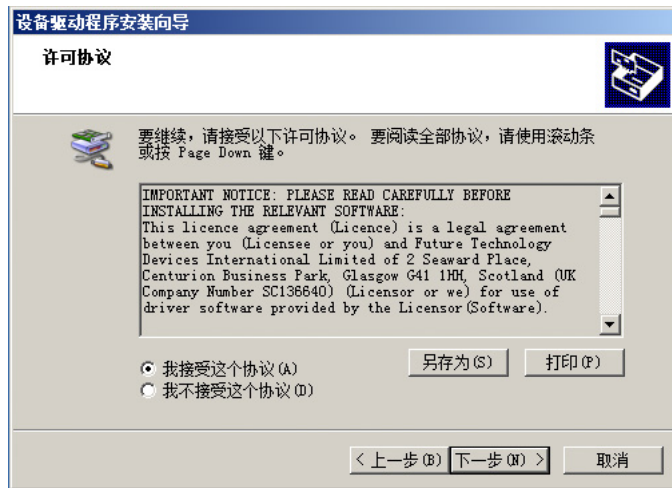 设备驱动程序安装向导
许可协议
要继续，请接受以下许可协议。 要阅读全部协议，请使用滚动条
或按 Page Down 键。
IMPORTANT NOTICE: PLEASE READ CAREFULLY BEFORE
INSTALLING THE RELEVANT SOFTWARE:
This licence agreement (Licence) is a legal agreement
between you (Licensee or you) and Future Technology
Devices International Limited of 2 Seaward Place,
Centurion Business Park, Glasgow G41 1HH, Scotland (UK
Company Number SC136640) (Licensor or we) for use of
driver software provided by the Licensor(Software).
我接受这个协议(A)
另存为(S) 打印(P)
我不接受这个协议(D)
< 上一步(B) 下一步(N) > 取消